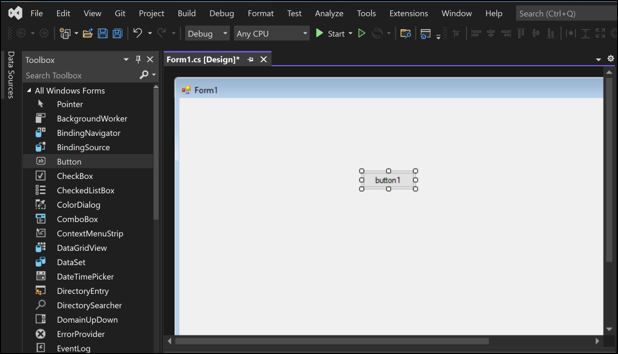 File Edit View Git Project Build Debug Format Test Analyze Tools Extensions Window Help Search (Ctrl+Q)
Debug Any CPU Start
Data Sources
Toolbox
Search Toolbox
All Windows Forms
Pointer
BackgroundWorker
BindingNavigator
BindingSource
Button
CheckBox
CheckedListBox
ColorDialog
ComboBox
ContextMenuStrip
DataGridView
DataSet
DateTimePicker
DirectoryEntry
DirectorySearcher
DomainUpDown
ErrorProvider
EventLog
Form1.cs [Design]*
Form1
button1